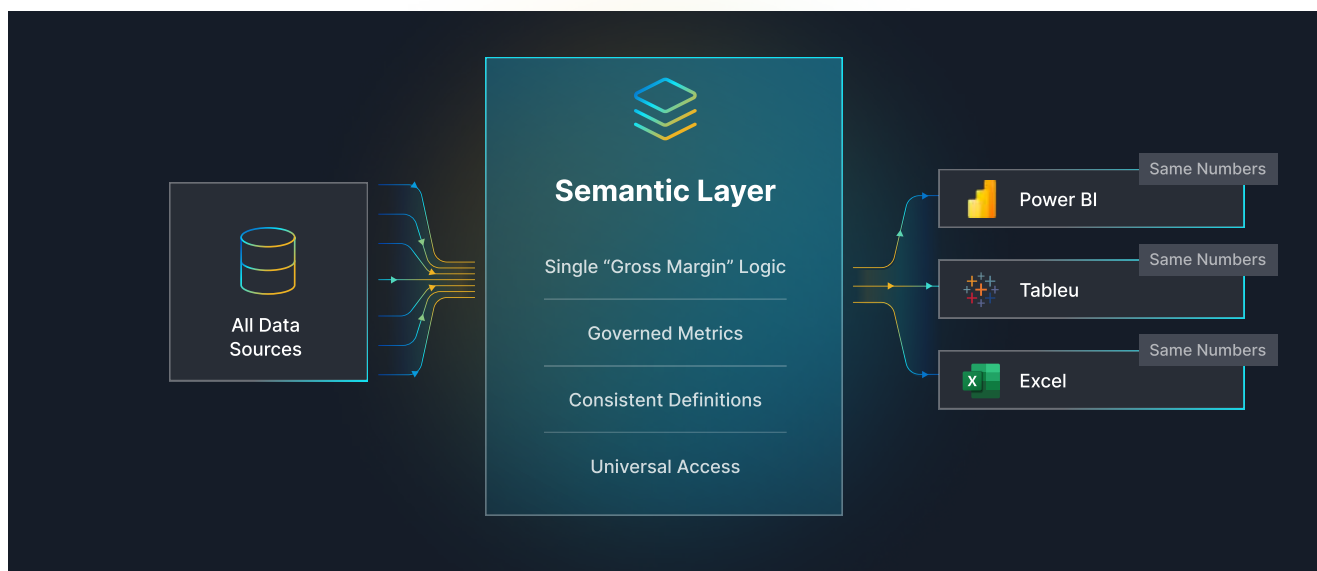 All Data
Sources
Semantic Layer
Single “Gross Margin” Logic
Governed Metrics
Consistent Definitions
Universal Access
Same Numbers
Power BI
Same Numbers
Tableu
Same Numbers
X
Excel